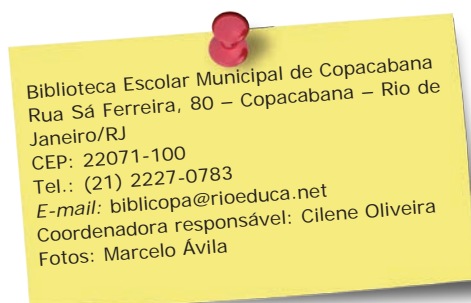 Biblioteca Escolar Municipal de Copacabana
Rua Sá Ferreira, 80 – Copacabana – Rio de
Janeiro/RJ
CEP: 22071-100
Tel.: (21) 2227-0783
E-mail: biblicopa@rioeduca.net
Coordenadora responsável: Cilene Oliveira
Fotos: Marcelo Ávila